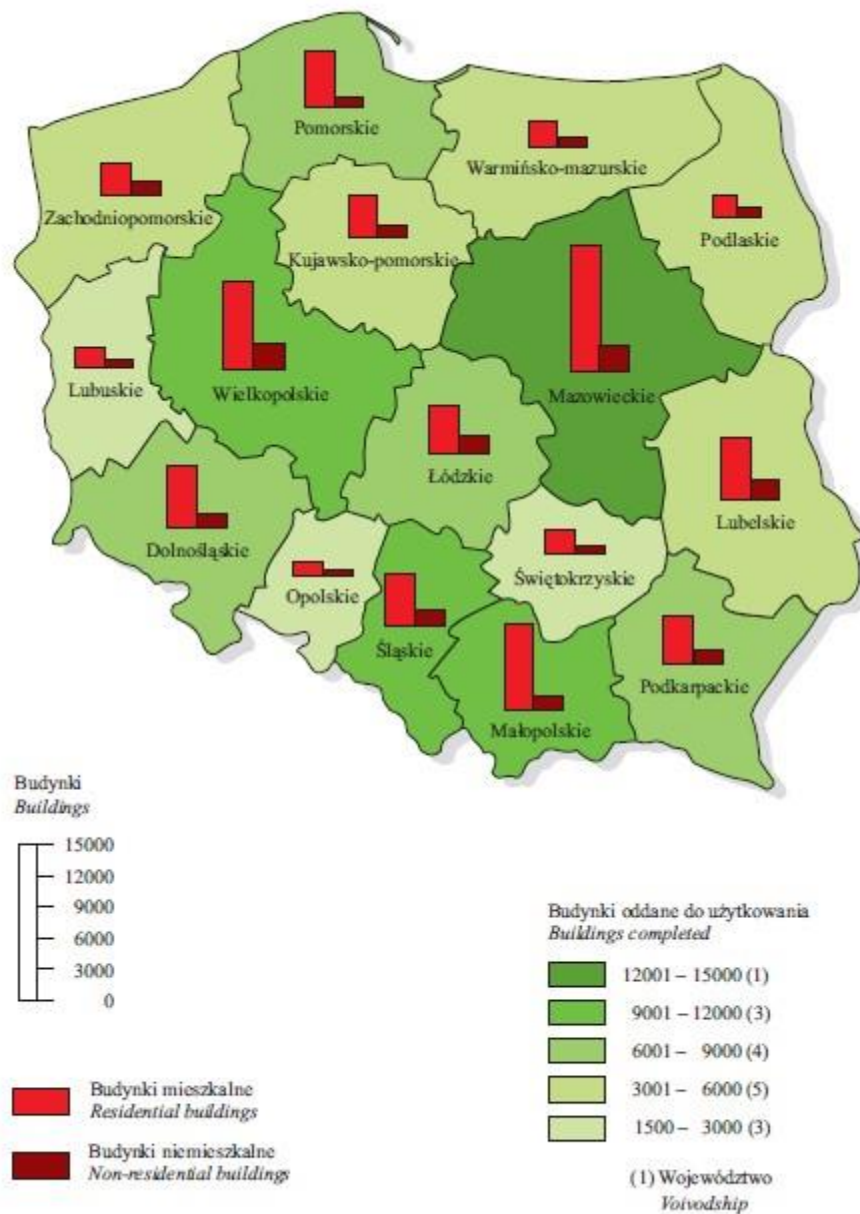 Pomorskie
Warmińsko-mazurskie
Zachodniopomorskie
Podlaskie
Kujawsko-pomorskie
Lubuskie
Wielkopolskie
Mazowieckie
Łódzkie
Lubelskie
Dolnośląskie
Opolskie
Świętokrzyskie
Śląskie
Podkarpackie
Małopolskie
Budynki
Buildings
15000
12000
9000
6000
3000
0
Budynki mieszkalne
Residential buildings
Budynki niemieszkalne
Non-residential buildings
Budynki oddane do użytkowania
Buildings completed
12001 – 15000 (1)
9001 – 12000 (3)
6001 – 9000 (4)
3001 – 6000 (5)
1500 – 3000 (3)
(1) Województwo
Voivodship